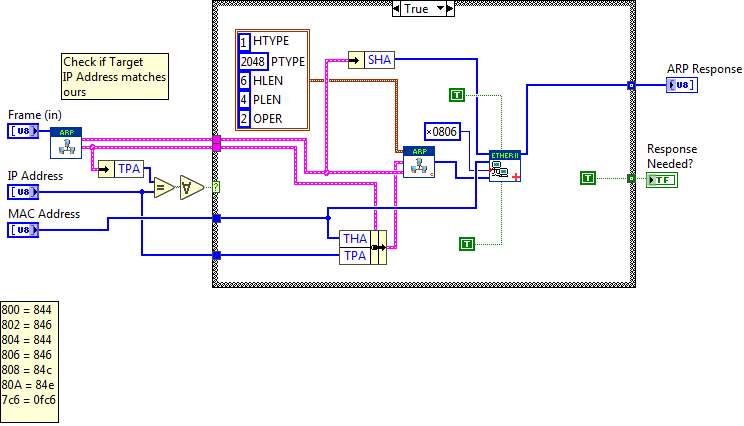 True
1 HTYPE
2048 PTYPE
6 HLEN
4 PLEN
2 OPER
Check if Target
IP Address matches
ours
SHA
ARP Response
U8
T
Frame (in)
U8
ARP
×0806
ARP
c
ETHER II
Response
Needed?
TF
T
TPA
IP Address
U8
=
∀
?
MAC Address
U8
THA
TPA
T
800 = 844
802 = 846
804 = 844
806 = 846
808 = 84c
80A = 84e
7c6 = 0fc6